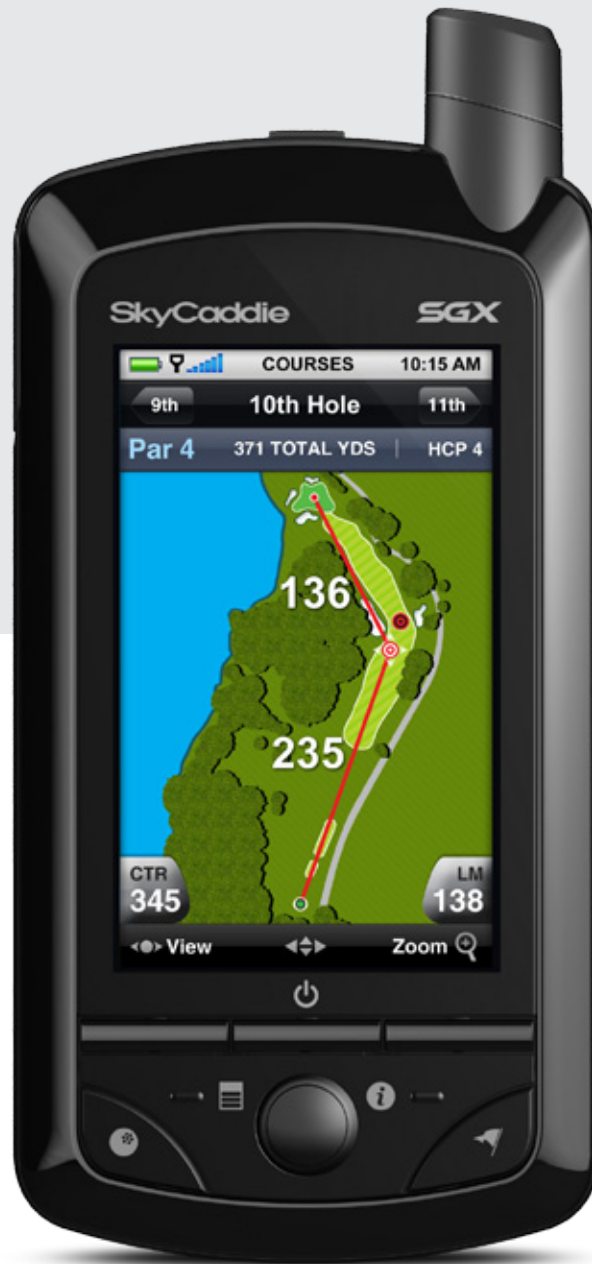 SkyCaddie SGX
COURSES 10:15 AM
9th 10th Hole 11th
Par 4 371 TOTAL YDS | HCP 4
136
235
CTR LM
345 138
View Zoom
i